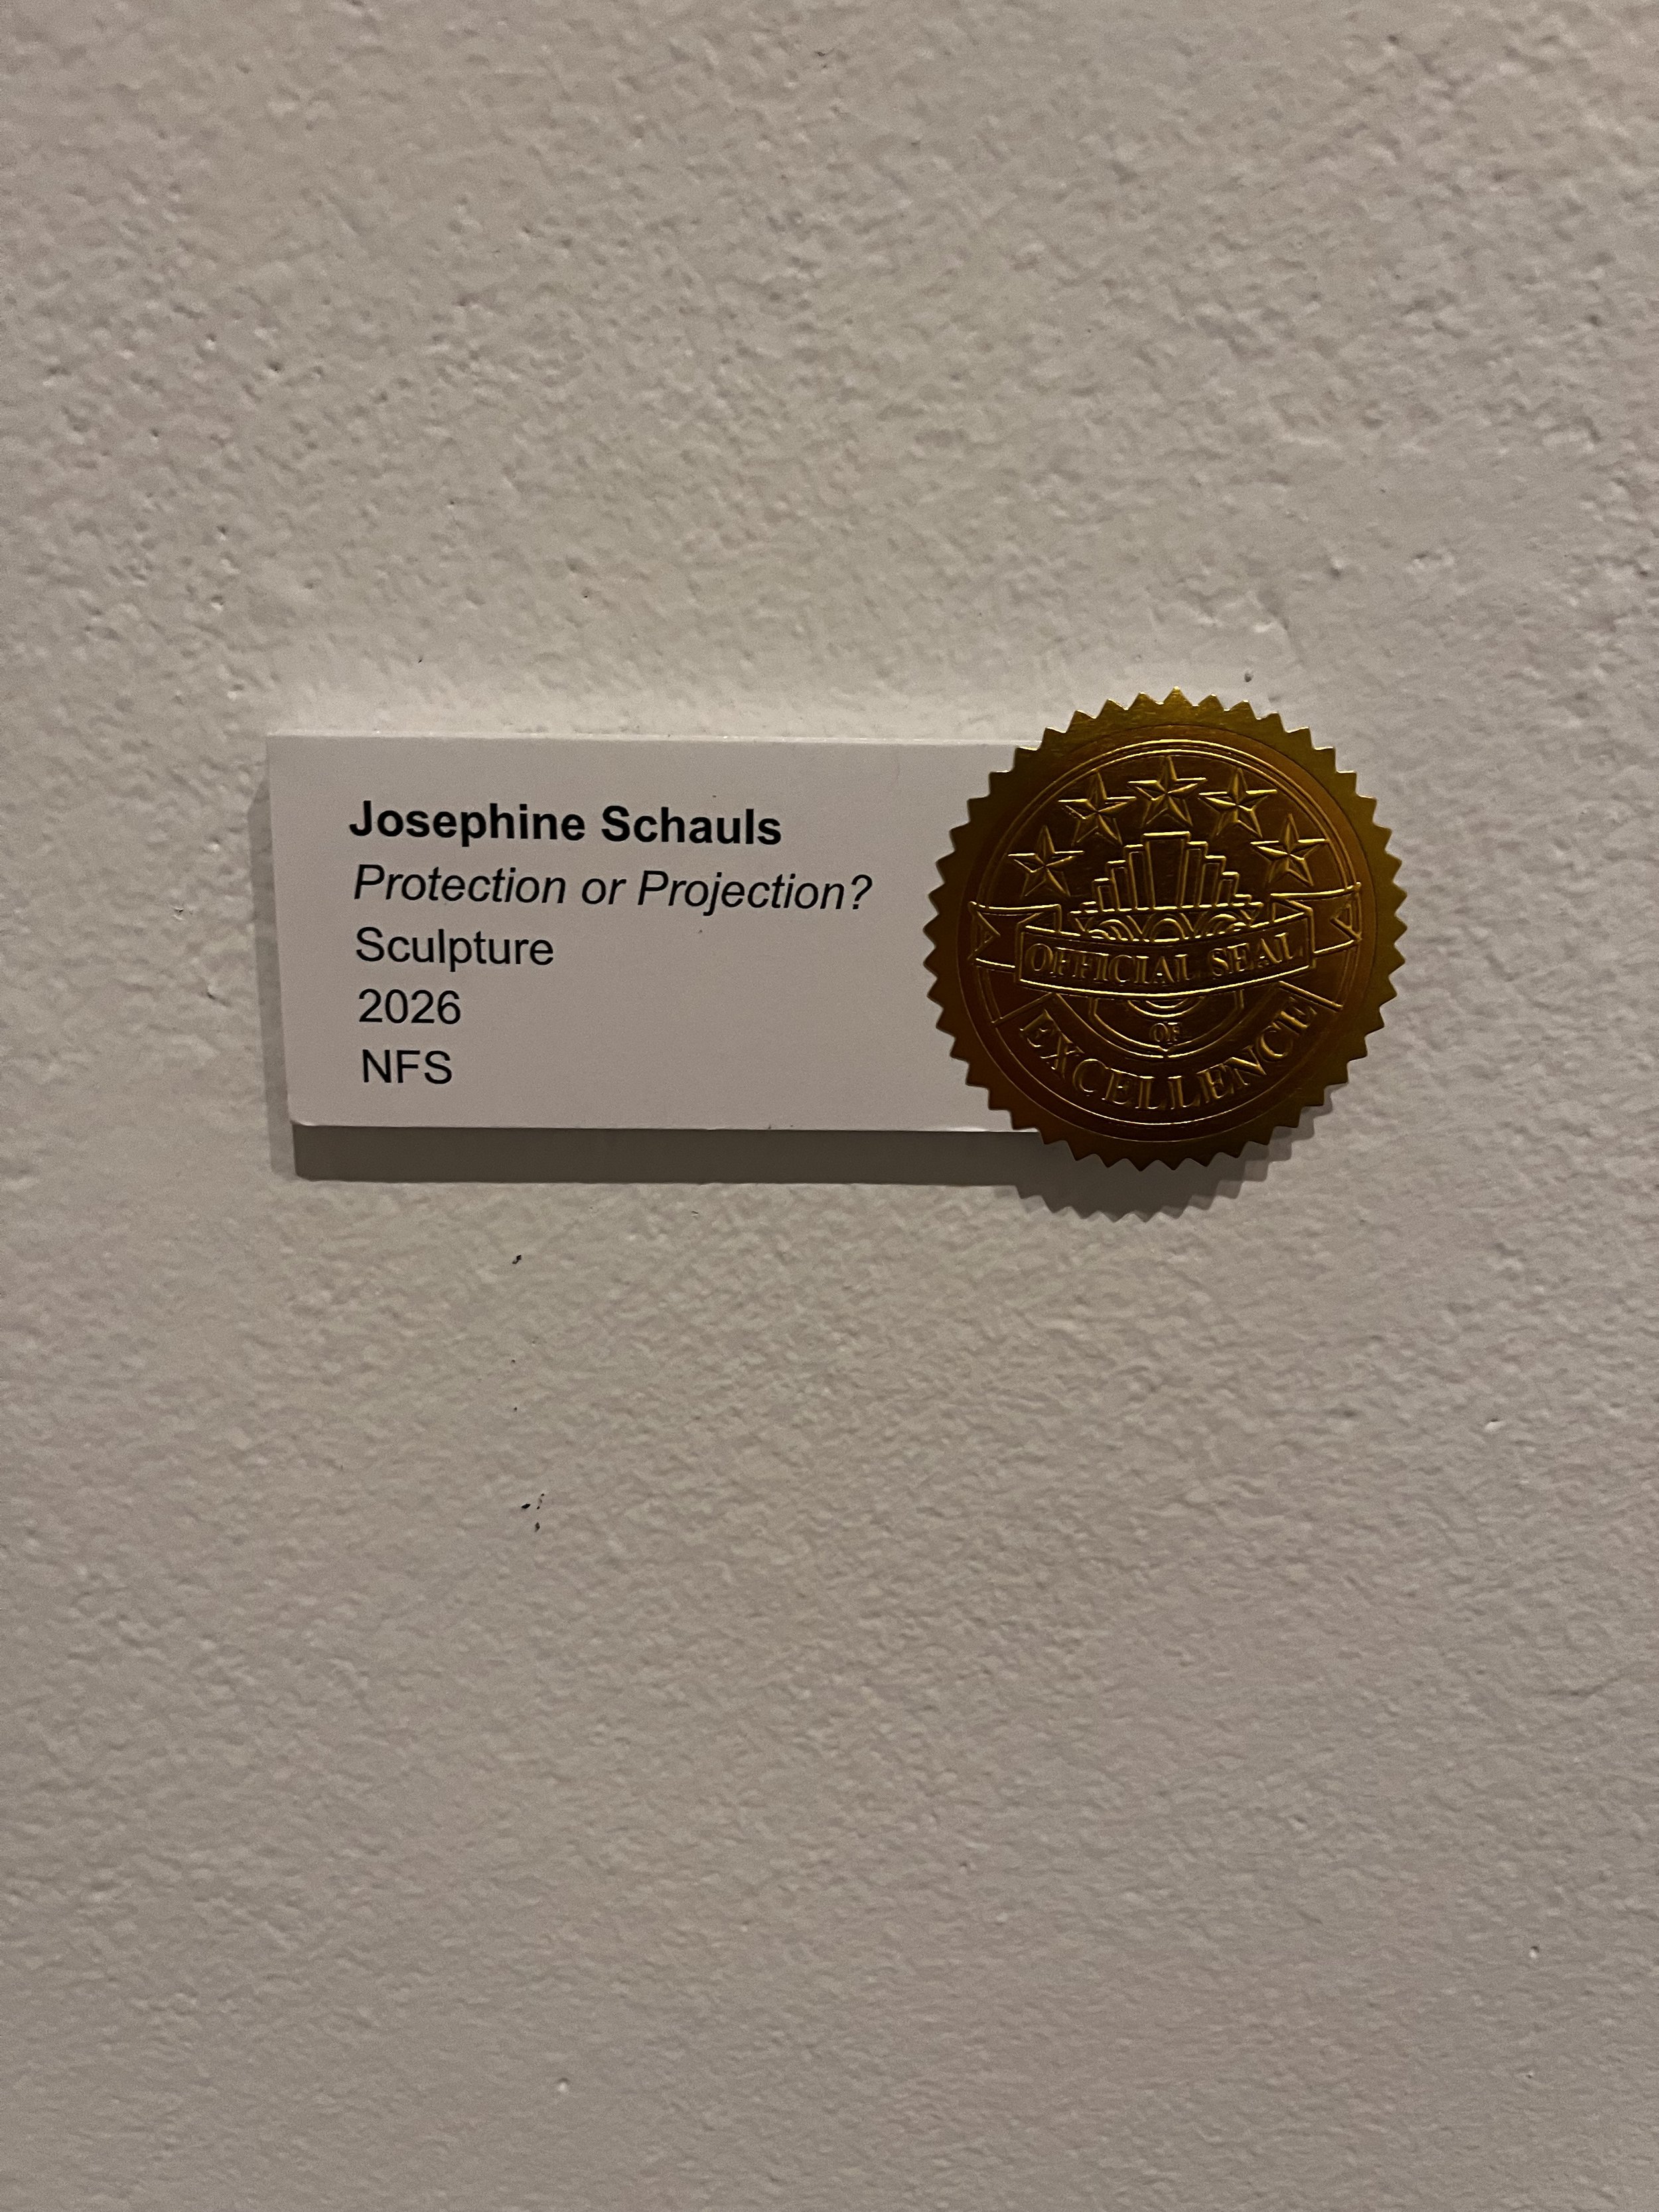 Josephine Schauls
Protection or Projection?
Sculpture
2026
NFS
OFFICIAL SEAL
OF
EXCELLENCE